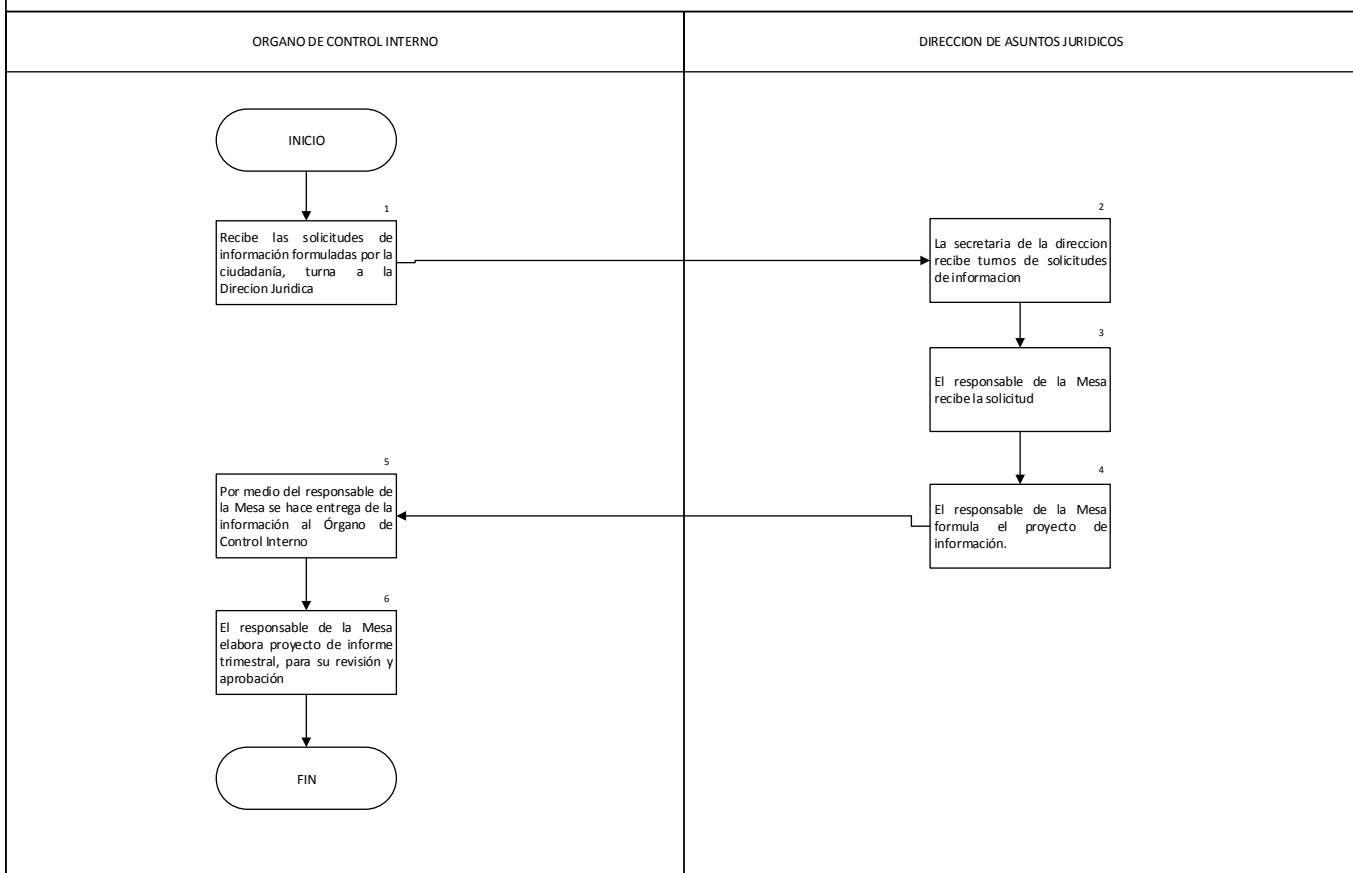 ORGANO DE CONTROL INTERNO
DIRECCION DE ASUNTOS JURIDICOS
INICIO
1
Recibe las solicitudes de
información formuladas por la
ciudadanía, turna a la
Direcion Juridica
2
La secretaria de la direccion
recibe turnos de solicitudes
de informacion
3
El responsable de la Mesa
recibe la solicitud
4
El responsable de la Mesa
formula el proyecto de
información.
5
Por medio del responsable de
la Mesa se hace entrega de la
información al Órgano de
Control Interno
6
El responsable de la Mesa
elabora proyecto de informe
trimestral, para su revisión y
aprobación
FIN